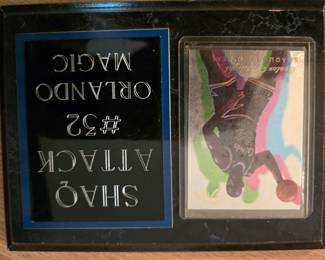 SHAQ
ATTACK
#32
ORLANDO
MAGIC